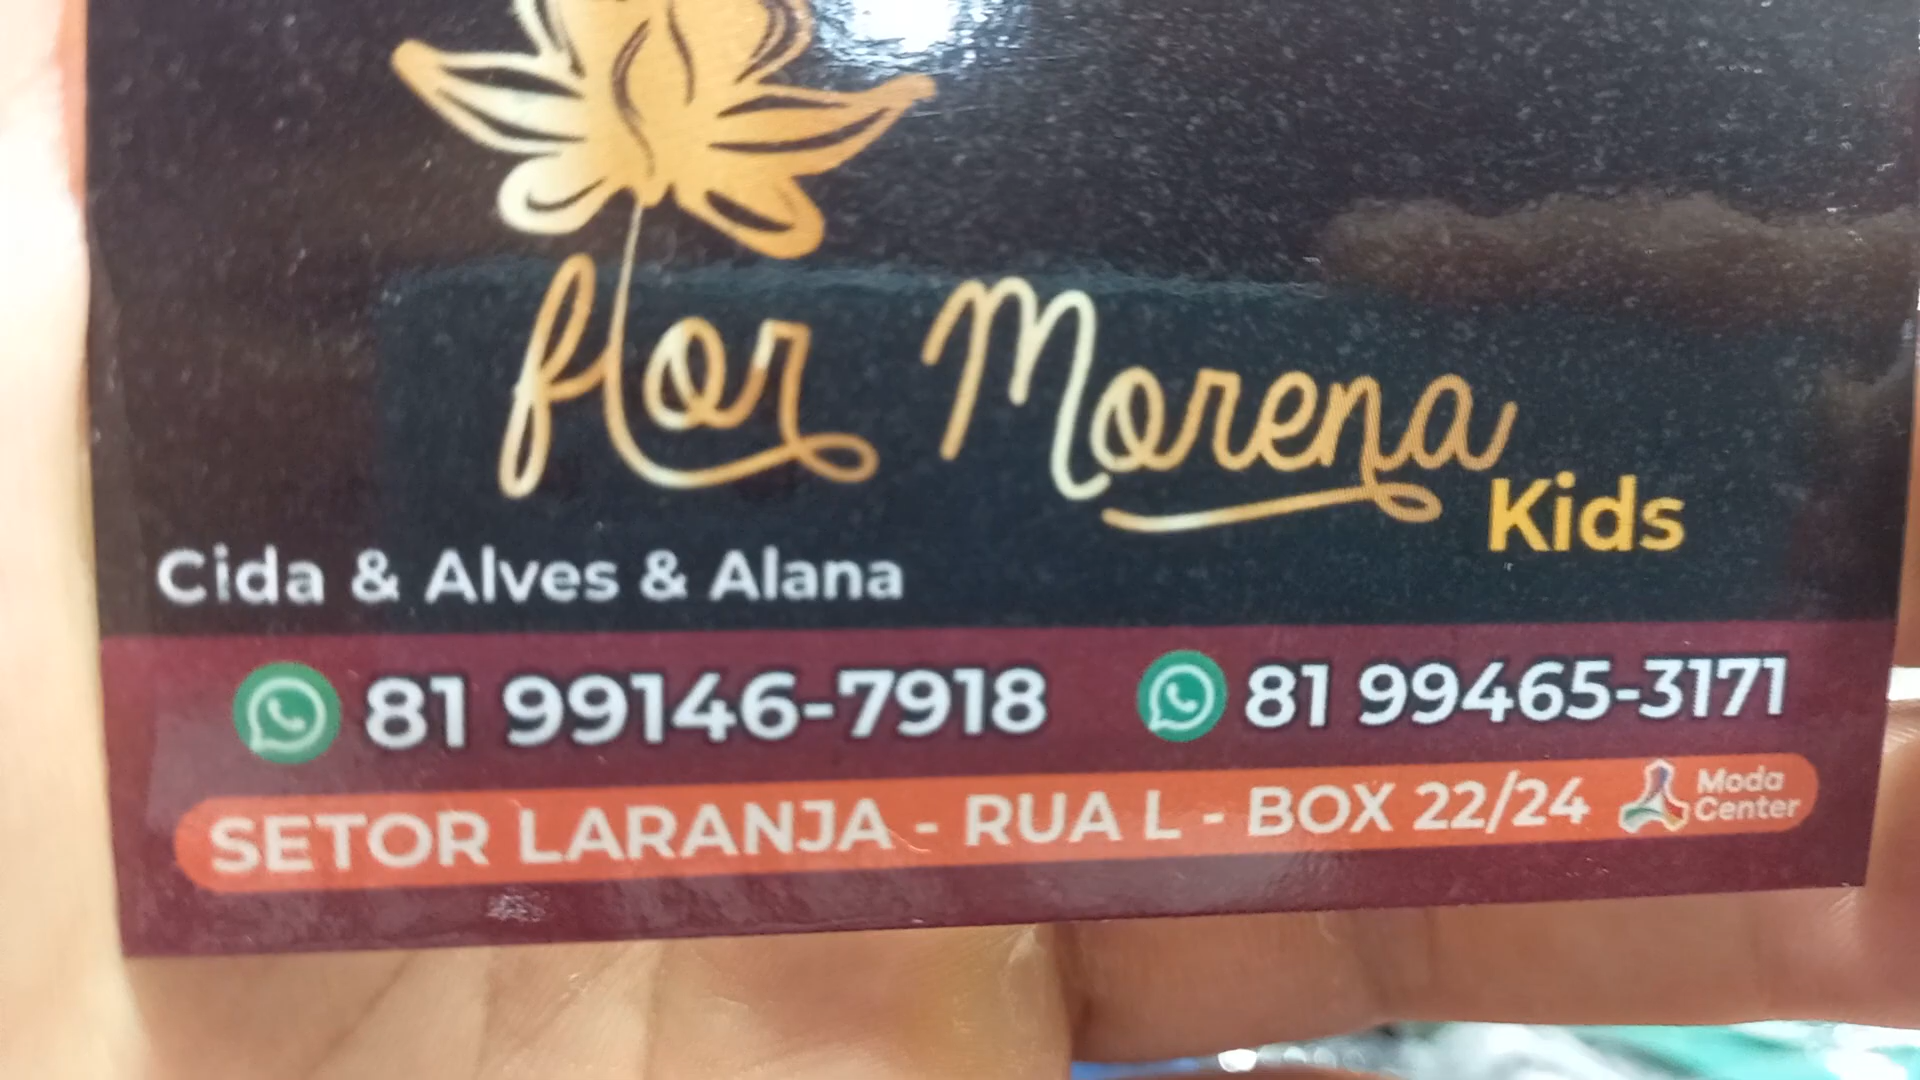 flor Morena
Kids
Cida & Alves & Alana
81 99146-7918 81 99465-3171
SETOR LARANJA - RUA L - BOX 22/24 Moda Center